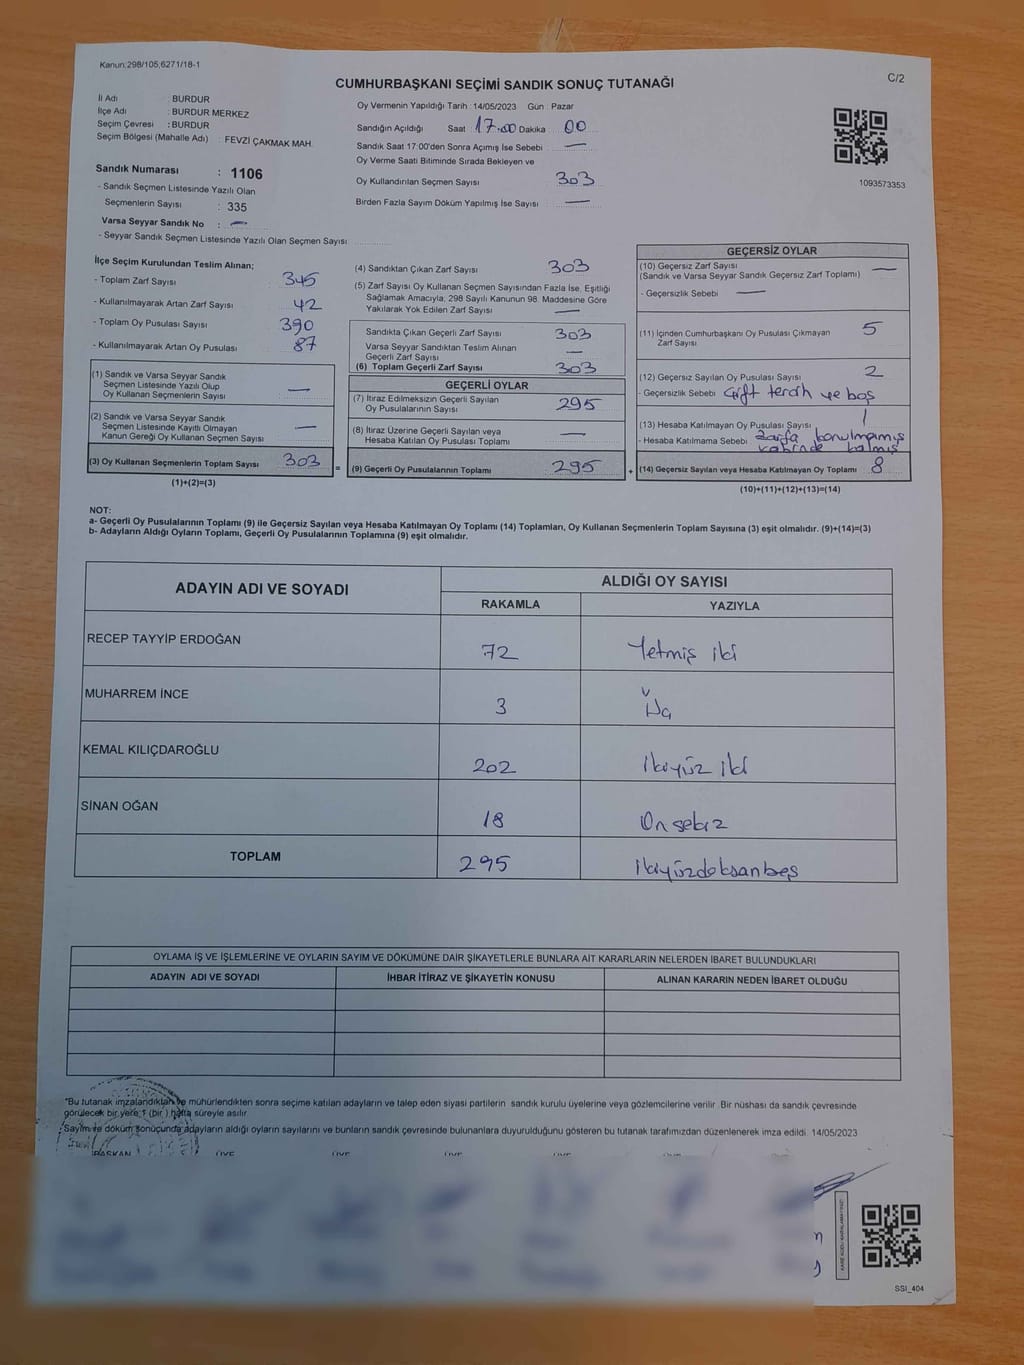 Kanun:298/105,6271/18-1
C/2
CUMHURBAŞKANI SEÇİMİ SANDIK SONUÇ TUTANAĞI
İl Adı : BURDUR
İlçe Adı : BURDUR MERKEZ
Seçim Çevresi : BURDUR
Seçim Bölgesi (Mahalle Adı) : FEVZİ ÇAKMAK MAH.
Sandık Numarası : 1106
- Sandık Seçmen Listesinde Yazılı Olan
Seçmenlerin Sayısı : 335
Varsa Seyyar Sandık No : —
- Seyyar Sandık Seçmen Listesinde Yazılı Olan Seçmen Sayısı
Oy Vermenin Yapıldığı Tarih : 14/05/2023 Gün : Pazar
Sandığın Açıldığı Saat : 17.00 Dakika : 00
Sandık Saat 17:00'den Sonra Açımış İse Sebebi —
Oy Verme Saati Bitiminde Sırada Bekleyen ve
Oy Kullandırılan Seçmen Sayısı 303
Birden Fazla Sayım Döküm Yapılmış İse Sayısı —
1093573353
İlçe Seçim Kurulundan Teslim Alınan;
- Toplam Zarf Sayısı 345
- Kullanılmayarak Artan Zarf Sayısı 42
- Toplam Oy Pusulası Sayısı 390
- Kullanılmayarak Artan Oy Pusulası 87
(1) Sandık ve Varsa Seyyar Sandık
Seçmen Listesinde Yazılı Olup
Oy Kullanan Seçmenlerin Sayısı —
(2) Sandık ve Varsa Seyyar Sandık
Seçmen Listesinde Kayıtlı Olmayan
Kanun Gereği Oy Kullanan Seçmen Sayısı —
(3) Oy Kullanan Seçmenlerin Toplam Sayısı 303
(1)+(2)=(3)
=
(4) Sandıktan Çıkan Zarf Sayısı 303
(5) Zarf Sayısı Oy Kullanan Seçmen Sayısından Fazla İse, Eşitliği
Sağlamak Amacıyla; 298 Sayılı Kanunun 98. Maddesine Göre
Yakılarak Yok Edilen Zarf Sayısı —
Sandıkta Çıkan Geçerli Zarf Sayısı 303
Varsa Seyyar Sandıktan Teslim Alınan
Geçerli Zarf Sayısı —
(6) Toplam Geçerli Zarf Sayısı 303
GEÇERLİ OYLAR
(7) İtiraz Edilmeksizin Geçerli Sayılan
Oy Pusulalarının Sayısı 295
(8) İtiraz Üzerine Geçerli Sayılan veya
Hesaba Katılan Oy Pusulası Toplamı —
(9) Geçerli Oy Pusulalarının Toplamı 295
+
GEÇERSİZ OYLAR
(10) Geçersiz Zarf Sayısı —
(Sandık ve Varsa Seyyar Sandık Geçersiz Zarf Toplamı)
- Geçersizlik Sebebi —
(11) İçinden Cumhurbaşkanı Oy Pusulası Çıkmayan 5
Zarf Sayısı
(12) Geçersiz Sayılan Oy Pusulası Sayısı 2
- Geçersizlik Sebebi Çift tercih ve boş
(13) Hesaba Katılmayan Oy Pusulası Sayısı 1
- Hesaba Katılmama Sebebi zarfa konulmamış
kabinde kalmış
(14) Geçersiz Sayılan veya Hesaba Katılmayan Oy Toplamı 8
(10)+(11)+(12)+(13)=(14)
NOT:
a- Geçerli Oy Pusulalarının Toplamı (9) ile Geçersiz Sayılan veya Hesaba Katılmayan Oy Toplamı (14) Toplamları, Oy Kullanan Seçmenlerin Toplam Sayısına (3) eşit olmalıdır. (9)+(14)=(3)
b- Adayların Aldığı Oyların Toplamı, Geçerli Oy Pusulalarının Toplamına (9) eşit olmalıdır.
ADAYIN ADI VE SOYADI
ALDIĞI OY SAYISI
RAKAMLA YAZIYLA
RECEP TAYYİP ERDOĞAN 72 Yetmiş iki
MUHARREM İNCE 3 Üç
KEMAL KILIÇDAROĞLU 202 ikiyüz iki
SİNAN OĞAN 18 Onsekiz
TOPLAM 295 ikiyüzdoksanbeş
OYLAMA İŞ VE İŞLEMLERİNE VE OYLARIN SAYIM VE DÖKÜMÜNE DAİR ŞİKAYETLERLE BUNLARA AİT KARARLARIN NELERDEN İBARET BULUNDUKLARI
ADAYIN ADI VE SOYADI İHBAR İTİRAZ VE ŞİKAYETİN KONUSU ALINAN KARARIN NEDEN İBARET OLDUĞU
*Bu tutanak imzalandıktan ve mühürlendikten sonra seçime katılan adayların ve talep eden siyasi partilerin sandık kurulu üyelerine veya gözlemcilerine verilir. Bir nüshası da sandık çevresinde
görülecek bir yere 1 (bir ) hafta süreyle asılır.
Sayım ve döküm sonucunda adayların aldığı oyların sayılarını ve bunların sandık çevresinde bulunanlara duyurulduğunu gösteren bu tutanak tarafımızdan düzenlenerek imza edildi. 14/05/2023
BAŞKAN ÜYE ÜYE ÜYE ÜYE ÜYE ÜYE
SSI_404